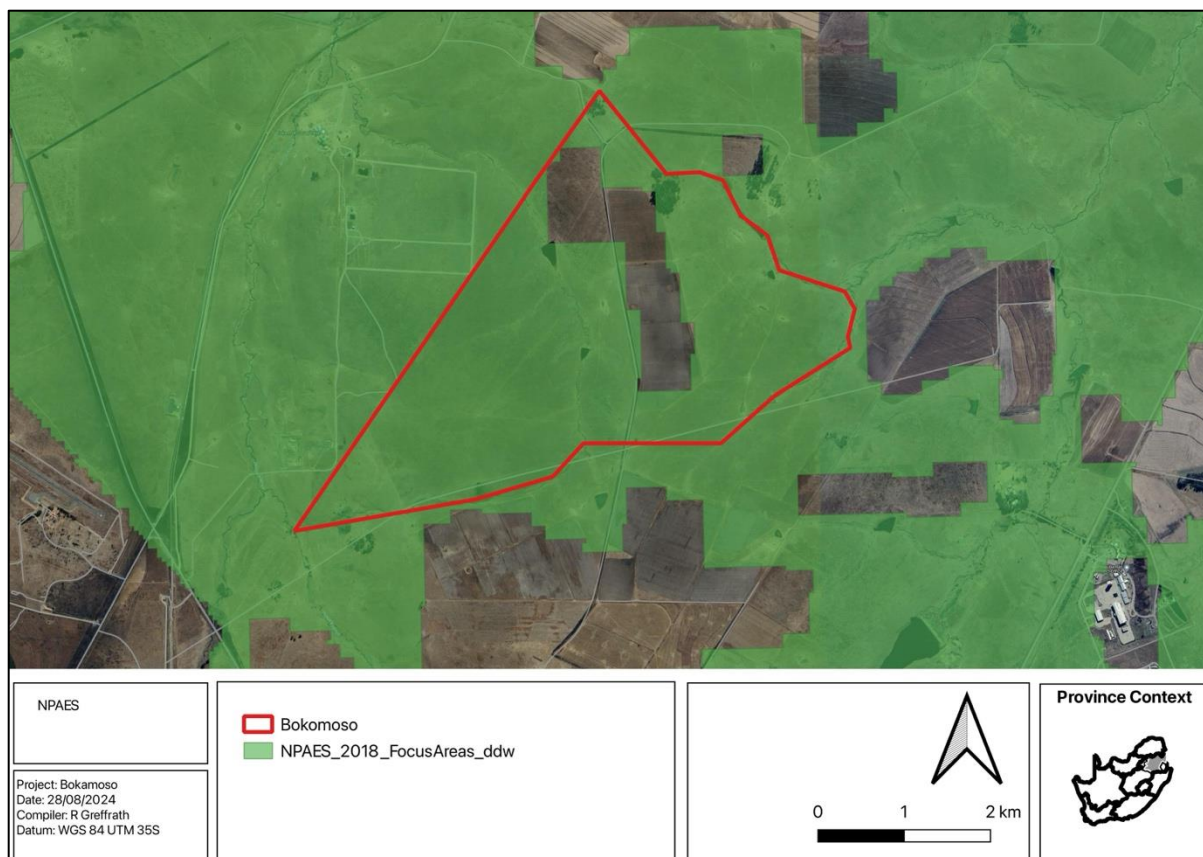 NPAES
Project: Bokamoso
Date: 28/08/2024
Compiler: R Greffrath
Datum: WGS 84 UTM 35S
Bokomoso
NPAES_2018_FocusAreas_ddw
0 1 2 km
Province Context